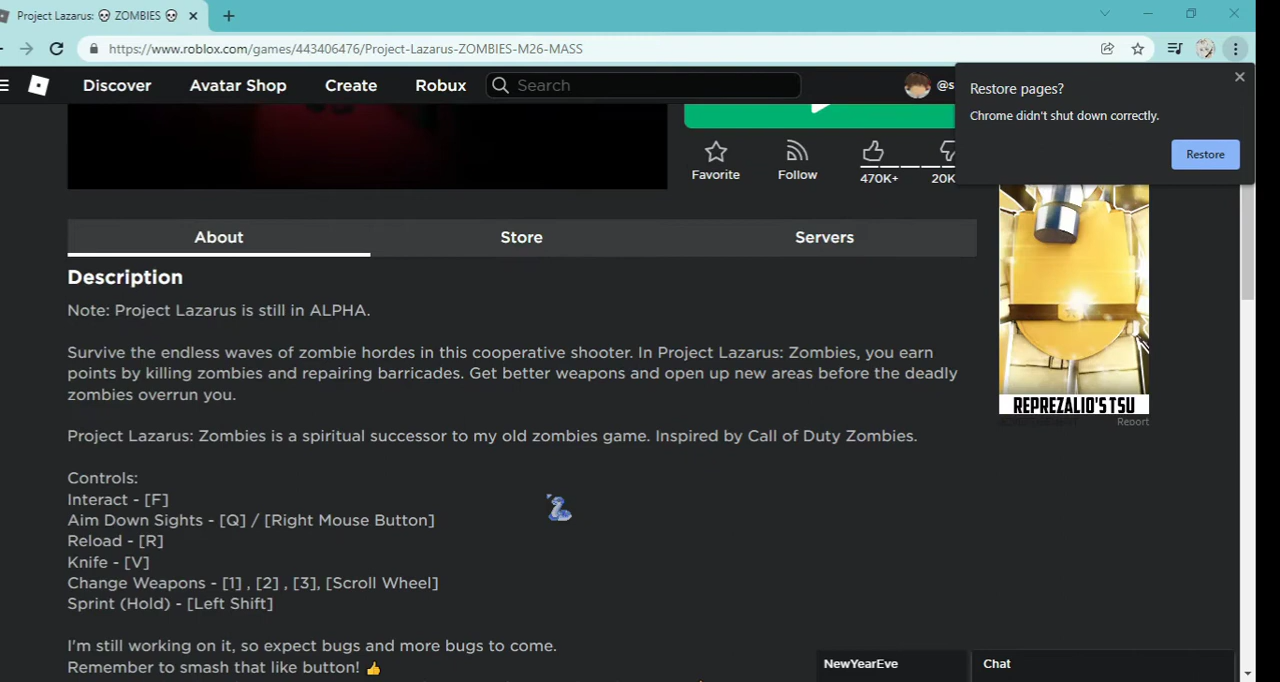 Project Lazarus: 💀 ZOMBIES 💀
https://www.roblox.com/games/443406476/Project-Lazarus-ZOMBIES-M26-MASS
Discover Avatar Shop Create Robux Search @s
Restore pages?
Chrome didn't shut down correctly.
Restore
Favorite Follow 470K+ 20K
About Store Servers
Description
Note: Project Lazarus is still in ALPHA.
Survive the endless waves of zombie hordes in this cooperative shooter. In Project Lazarus: Zombies, you earn
points by killing zombies and repairing barricades. Get better weapons and open up new areas before the deadly
zombies overrun you.
REPREZALIO'S TSU
Report
Project Lazarus: Zombies is a spiritual successor to my old zombies game. Inspired by Call of Duty Zombies.
Controls:
Interact - [F]
Aim Down Sights - [Q] / [Right Mouse Button]
Reload - [R]
Knife - [V]
Change Weapons - [1] , [2] , [3], [Scroll Wheel]
Sprint (Hold) - [Left Shift]
I'm still working on it, so expect bugs and more bugs to come.
Remember to smash that like button! 👍
NewYearEve Chat